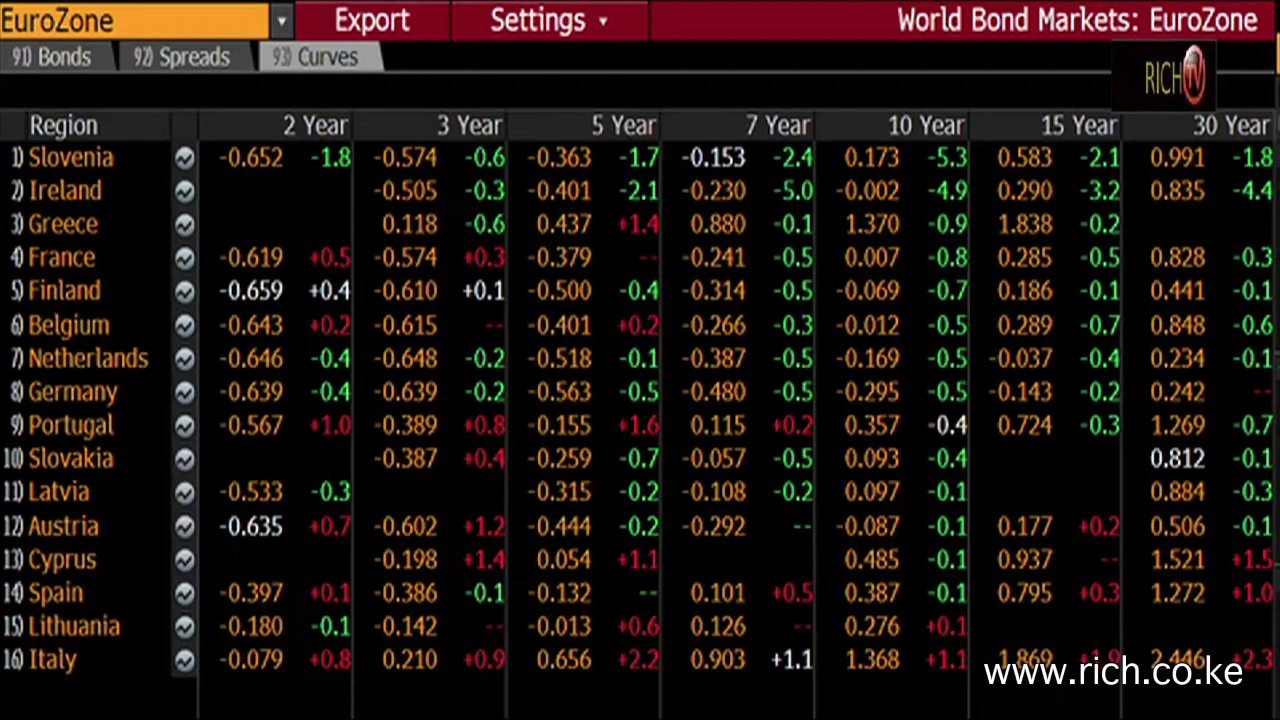 EuroZone Export Settings World Bond Markets: EuroZone
91) Bonds 92) Spreads 93) Curves
RICH TV
Region 2 Year 3 Year 5 Year 7 Year 10 Year 15 Year 30 Year
1) Slovenia -0.652 -1.8 -0.574 -0.6 -0.363 -1.7 -0.153 -2.4 0.173 -5.3 0.583 -2.1 0.991 -1.8
2) Ireland -0.505 -0.3 -0.401 -2.1 -0.230 -5.0 -0.002 -4.9 0.290 -3.2 0.835 -4.4
3) Greece 0.118 -0.6 0.437 +1.4 0.880 -0.1 1.370 -0.9 1.838 -0.2
4) France -0.619 +0.5 -0.574 +0.3 -0.379 -- -0.241 -0.5 0.007 -0.8 0.285 -0.5 0.828 -0.3
5) Finland -0.659 +0.4 -0.610 +0.1 -0.500 -0.4 -0.314 -0.5 -0.069 -0.7 0.186 -0.1 0.441 -0.1
6) Belgium -0.643 +0.2 -0.615 -- -0.401 +0.2 -0.266 -0.3 -0.012 -0.5 0.289 -0.7 0.848 -0.6
7) Netherlands -0.646 -0.4 -0.648 -0.2 -0.518 -0.1 -0.387 -0.5 -0.169 -0.5 -0.037 -0.4 0.234 -0.1
8) Germany -0.639 -0.4 -0.639 -0.2 -0.563 -0.5 -0.480 -0.5 -0.295 -0.5 -0.143 -0.2 0.242 --
9) Portugal -0.567 +1.0 -0.389 +0.8 -0.155 +1.6 0.115 +0.2 0.357 -0.4 0.724 -0.3 1.269 -0.7
10) Slovakia -0.387 +0.4 -0.259 -0.7 -0.057 -0.5 0.093 -0.4 0.812 -0.1
11) Latvia -0.533 -0.3 -0.315 -0.2 -0.108 -0.2 0.097 -0.1 0.884 -0.3
12) Austria -0.635 +0.7 -0.602 +1.2 -0.444 -0.2 -0.292 -- -0.087 -0.1 0.177 +0.2 0.506 -0.1
13) Cyprus -0.198 +1.4 0.054 +1.1 0.485 -0.1 0.937 -- 1.521 +1.5
14) Spain -0.397 +0.1 -0.386 -0.1 -0.132 -- 0.101 +0.5 0.387 -0.1 0.795 +0.3 1.272 +1.0
15) Lithuania -0.180 -0.1 -0.142 -- -0.013 +0.6 0.126 -- 0.276 +0.1
16) Italy -0.079 +0.8 0.210 +0.9 0.656 +2.2 0.903 +1.1 1.368 +1.1 1.869 +1.9 2.446 +2.3
www.rich.co.ke